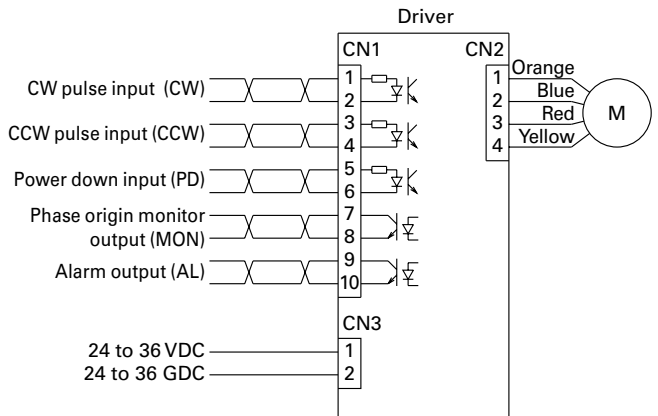 Driver
CN1
CN2
CW pulse input (CW)
1
2
CCW pulse input (CCW)
3
4
Power down input (PD)
5
6
Phase origin monitor
output (MON)
7
8
Alarm output (AL)
9
10
1
2
3
4
Orange
Blue
Red
Yellow
M
CN3
24 to 36 VDC
1
24 to 36 GDC
2